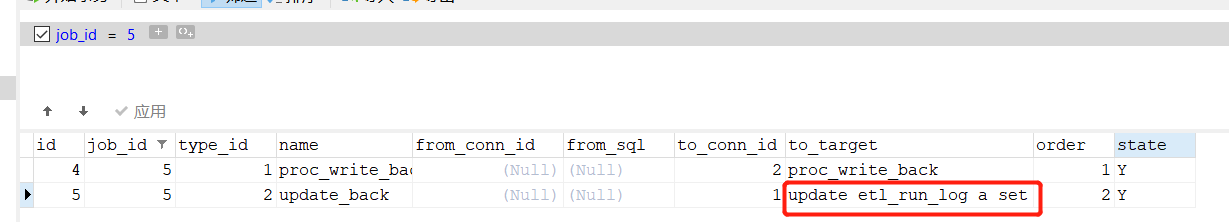 job_id = 5
应用
id job_id type_id name from_conn_id from_sql to_conn_id to_target order state
4 5 1 proc_write_bac (Null) (Null) 2 proc_write_back 1 Y
5 5 2 update_back (Null) (Null) 1 update etl_run_log a set 2 Y